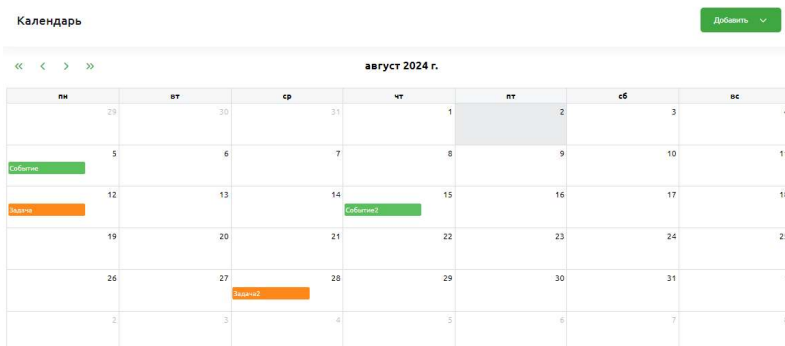 Календарь
Добавить
август 2024 г.
пн вт ср чт пт сб вс
29 30 31 1 2 3
5 6 7 8 9 10 11
Событие
12 13 14 15 16 17 18
Задача Событие2
19 20 21 22 23 24
26 27 28 29 30 31
Задача2
2 3 4 5 6 7